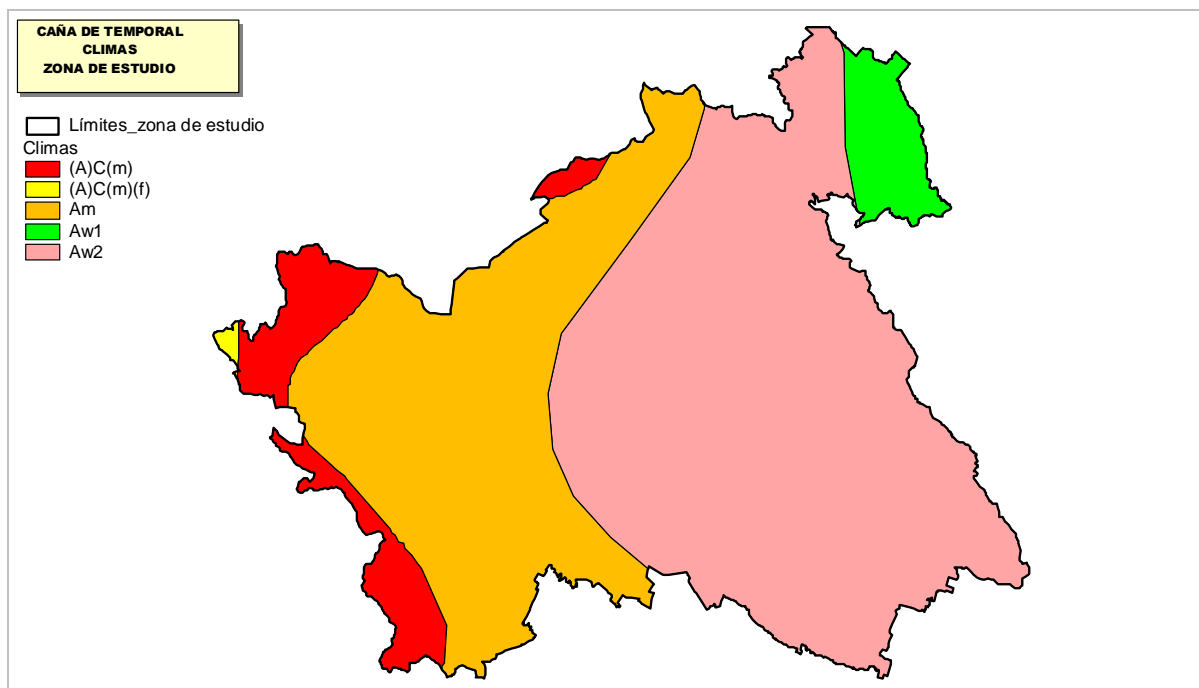 CAÑA DE TEMPORAL
CLIMAS
ZONA DE ESTUDIO
Límites_zona de estudio
Climas
(A)C(m)
(A)C(m)(f)
Am
Aw1
Aw2